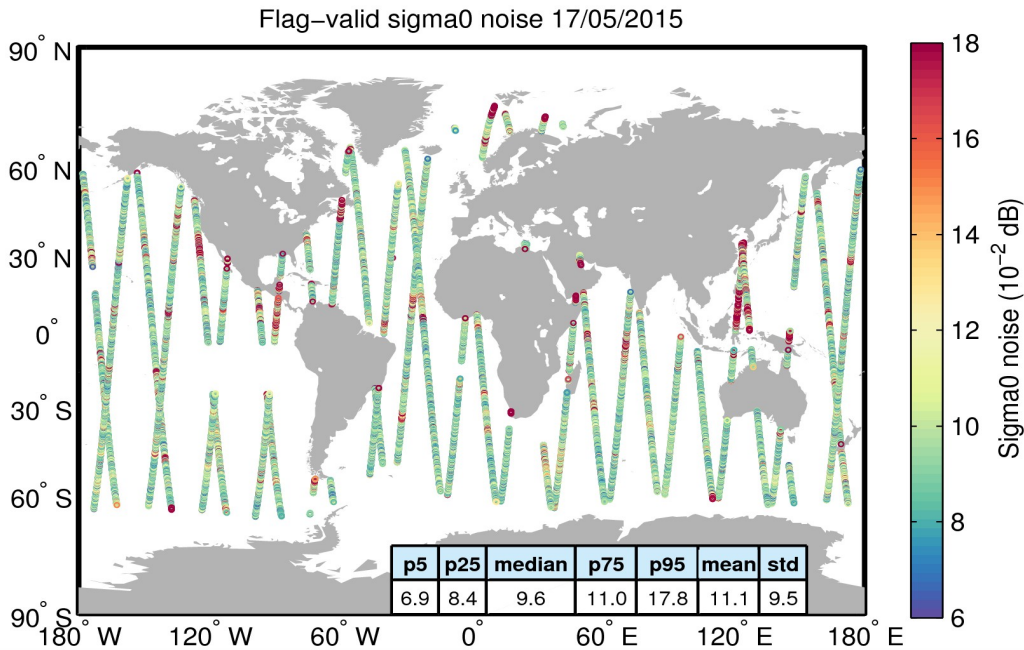 Flag−valid sigma0 noise 17/05/2015
90° N
60° N
30° N
0°
30° S
60° S
90° S
180° W
120° W
60° W
0°
60° E
120° E
180° E
p5 p25 median p75 p95 mean std
6.9 8.4 9.6 11.0 17.8 11.1 9.5
18
16
14
12
10
8
6
Sigma0 noise (10⁻² dB)